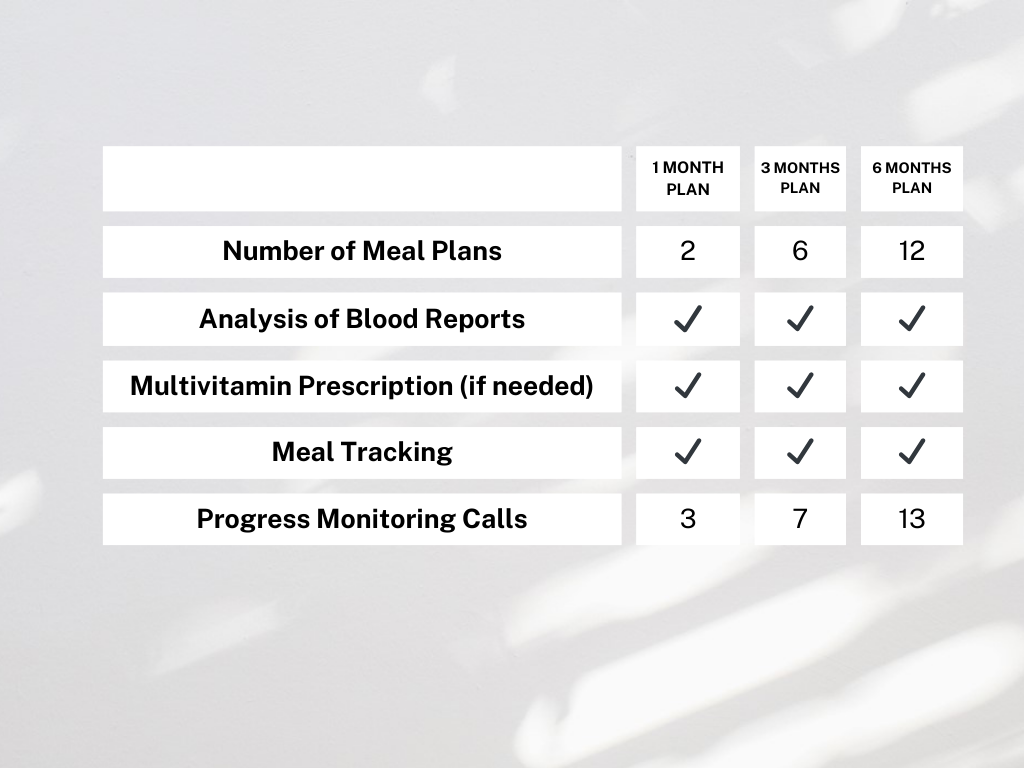 1 MONTH PLAN
3 MONTHS PLAN
6 MONTHS PLAN
Number of Meal Plans 2 6 12
Analysis of Blood Reports ✓ ✓ ✓
Multivitamin Prescription (if needed) ✓ ✓ ✓
Meal Tracking ✓ ✓ ✓
Progress Monitoring Calls 3 7 13